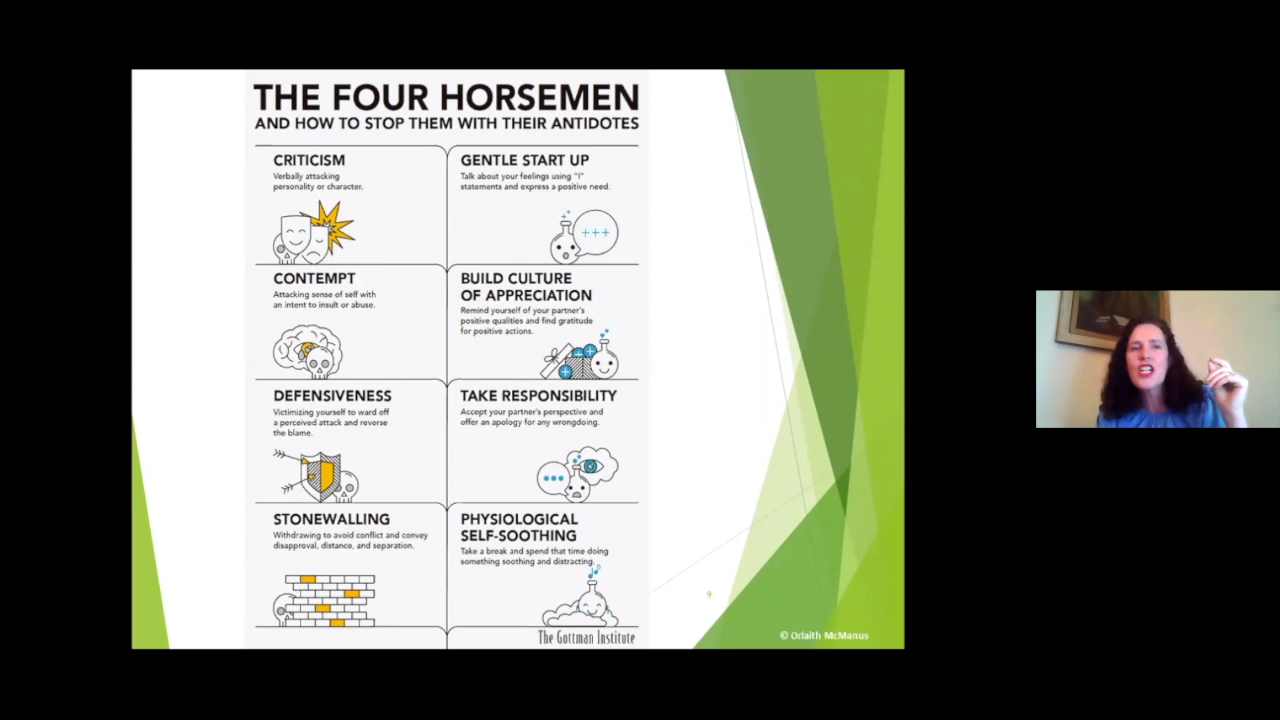 THE FOUR HORSEMEN
AND HOW TO STOP THEM WITH THEIR ANTIDOTES
CRITICISM
Verbally attacking
personality or character.
GENTLE START UP
Talk about your feelings using "I"
statements and express a positive need.
+++
CONTEMPT
Attacking sense of self with
an intent to insult or abuse.
BUILD CULTURE
OF APPRECIATION
Remind yourself of your partner's
positive qualities and find gratitude
for positive actions.
DEFENSIVENESS
Victimizing yourself to ward off
a perceived attack and reverse
the blame.
TAKE RESPONSIBILITY
Accept your partner's perspective and
offer an apology for any wrongdoing.
STONEWALLING
Withdrawing to avoid conflict and convey
disapproval, distance, and separation.
PHYSIOLOGICAL
SELF-SOOTHING
Take a break and spend that time doing
something soothing and distracting.
The Gottman Institute
9
© Orlaith McManus